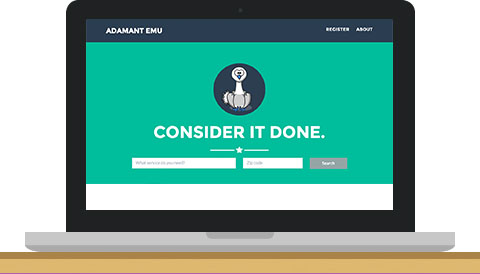 ADAMANT EMU
REGISTER ABOUT
CONSIDER IT DONE.
What service do you need?
Zip code
Search